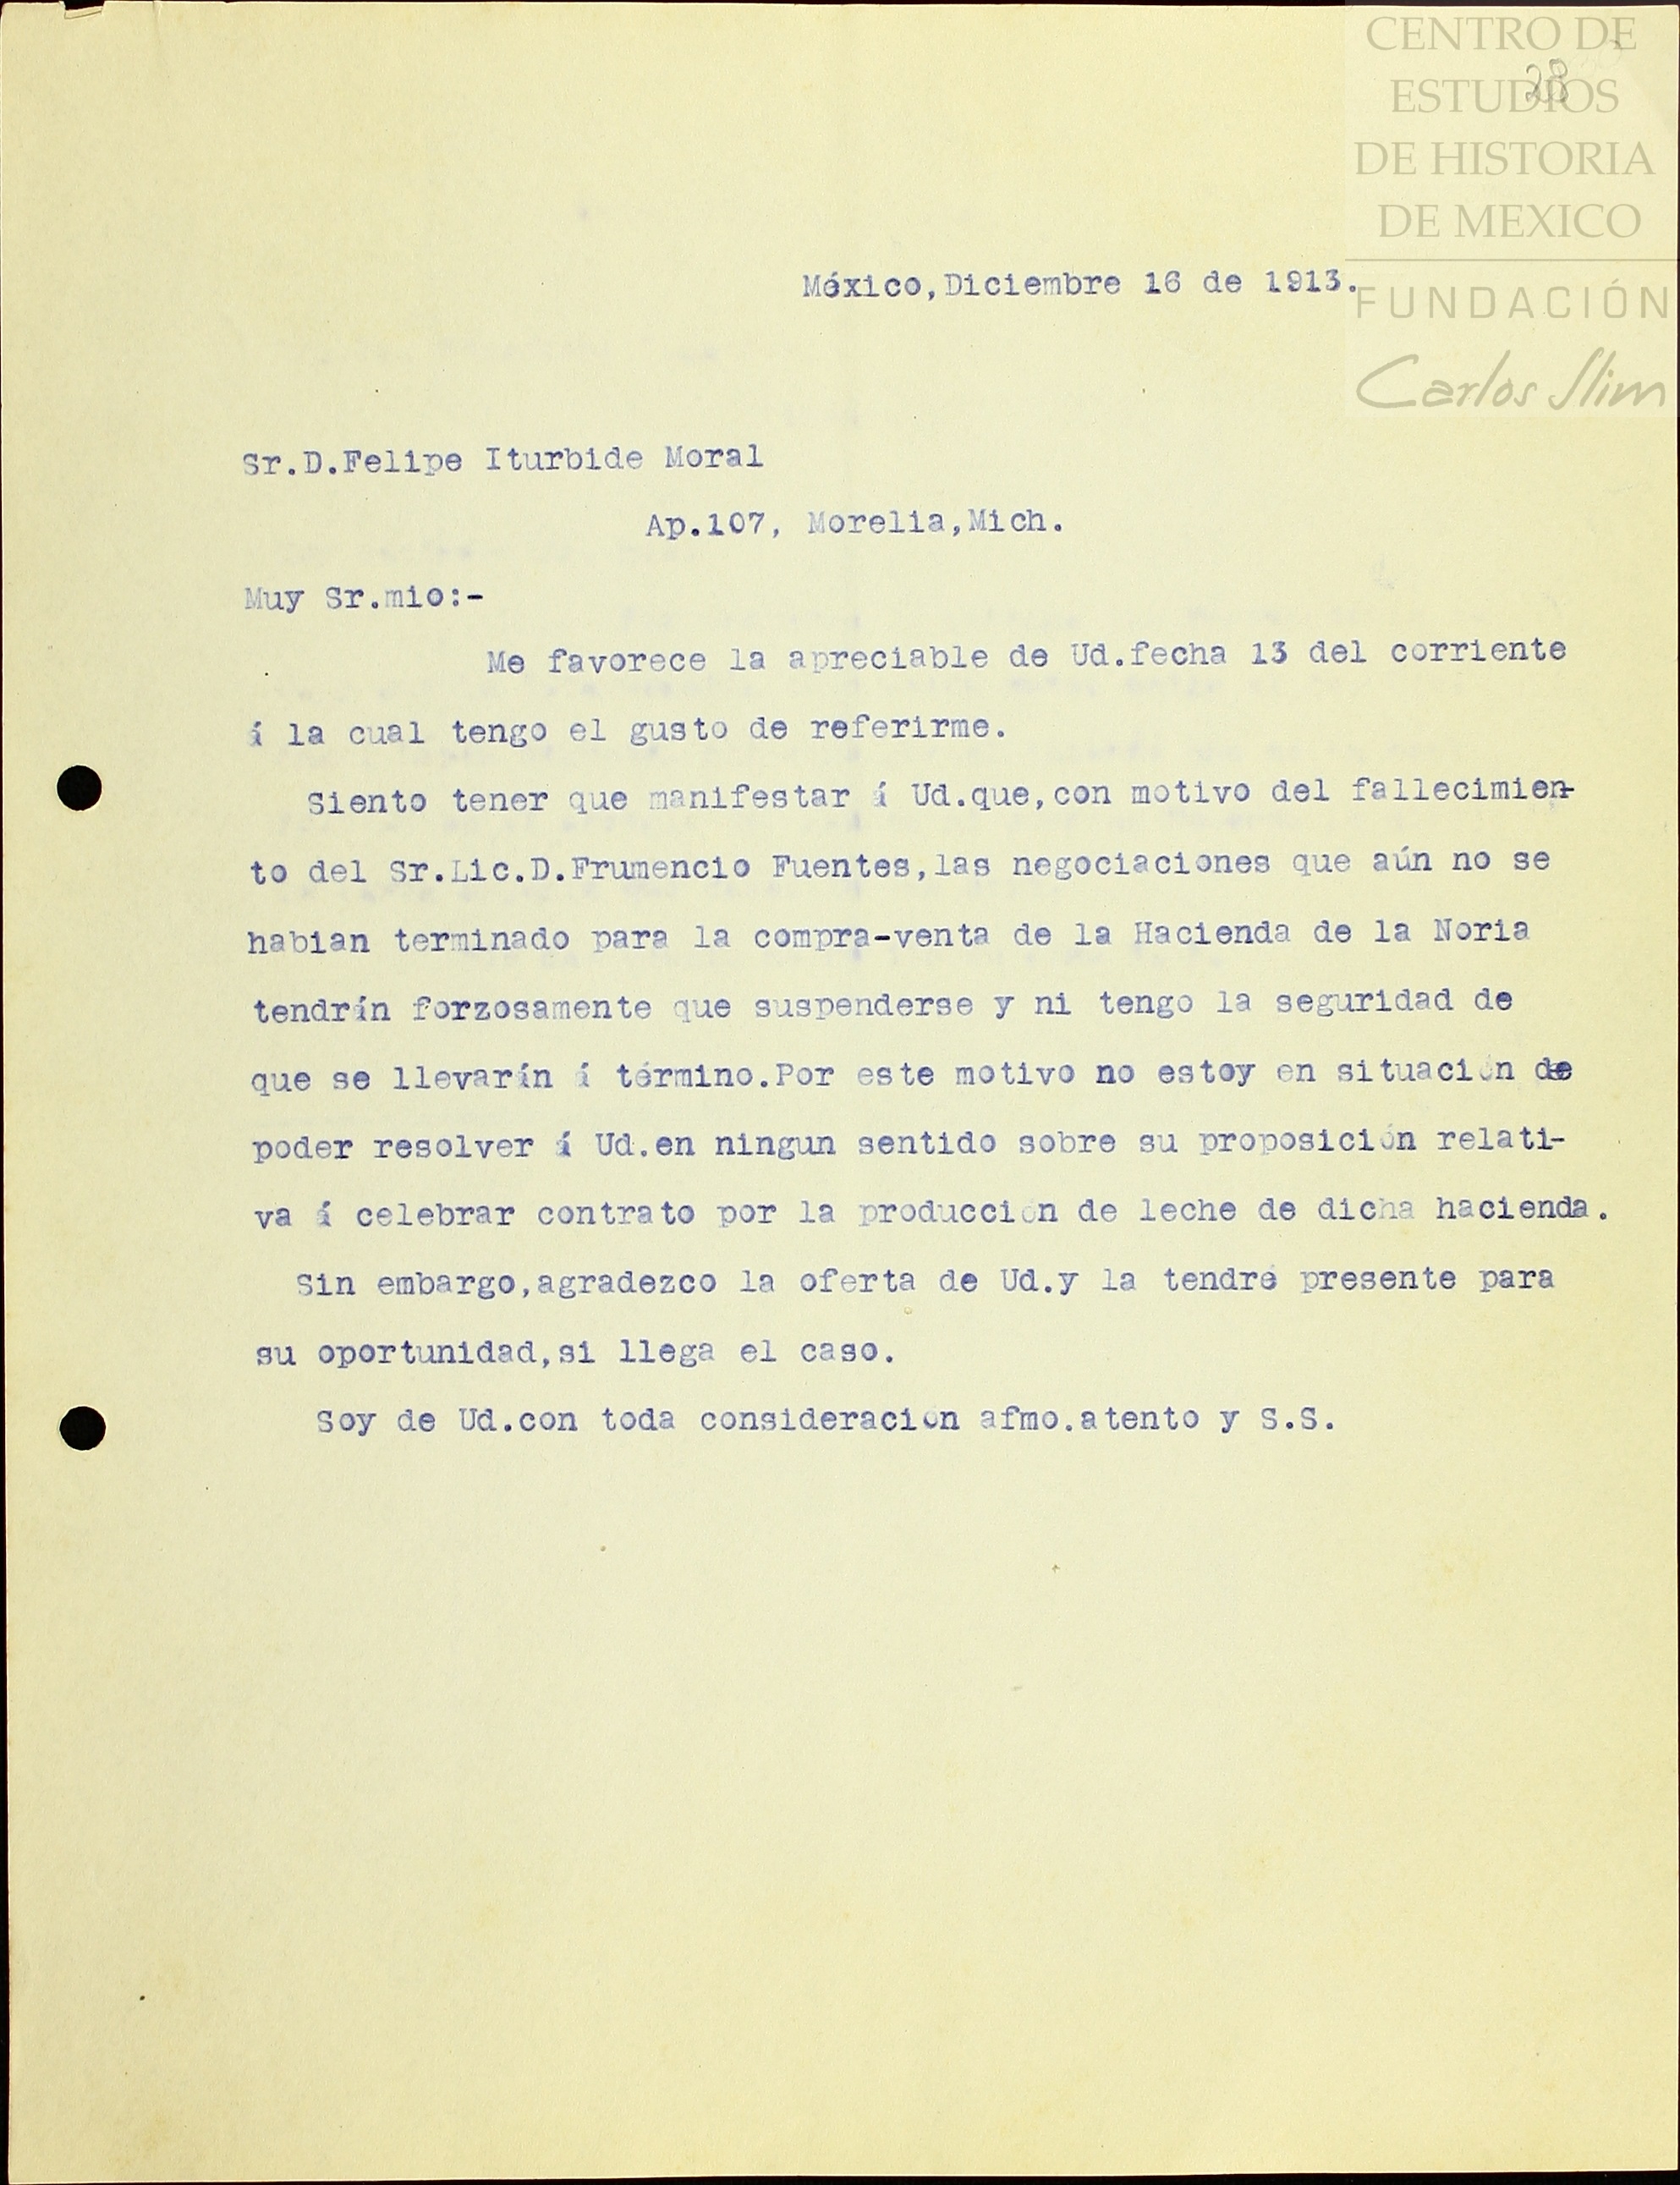 CENTRO DE
ESTUDIOS
DE HISTORIA
DE MEXICO
28
FUNDACIÓN
Carlos Slim
México,Diciembre 16 de 1913.
Sr.D.Felipe Iturbide Moral
Ap.107, Morelia,Mich.
Muy Sr.mio:-
Me favorece la apreciable de Ud.fecha 13 del corriente
á la cual tengo el gusto de referirme.
Siento tener que manifestar á Ud.que,con motivo del fallecimien-
to del Sr.Lic.D.Frumencio Fuentes,las negociaciones que aún no se
habian terminado para la compra-venta de la Hacienda de la Noria
tendrán forzosamente que suspenderse y ni tengo la seguridad de
que se llevarán á término.Por este motivo no estoy en situación de
poder resolver á Ud.en ningun sentido sobre su proposición relati-
va á celebrar contrato por la producción de leche de dicha hacienda.
Sin embargo,agradezco la oferta de Ud.y la tendré presente para
su oportunidad,si llega el caso.
Soy de Ud.con toda consideración afmo.atento y S.S.